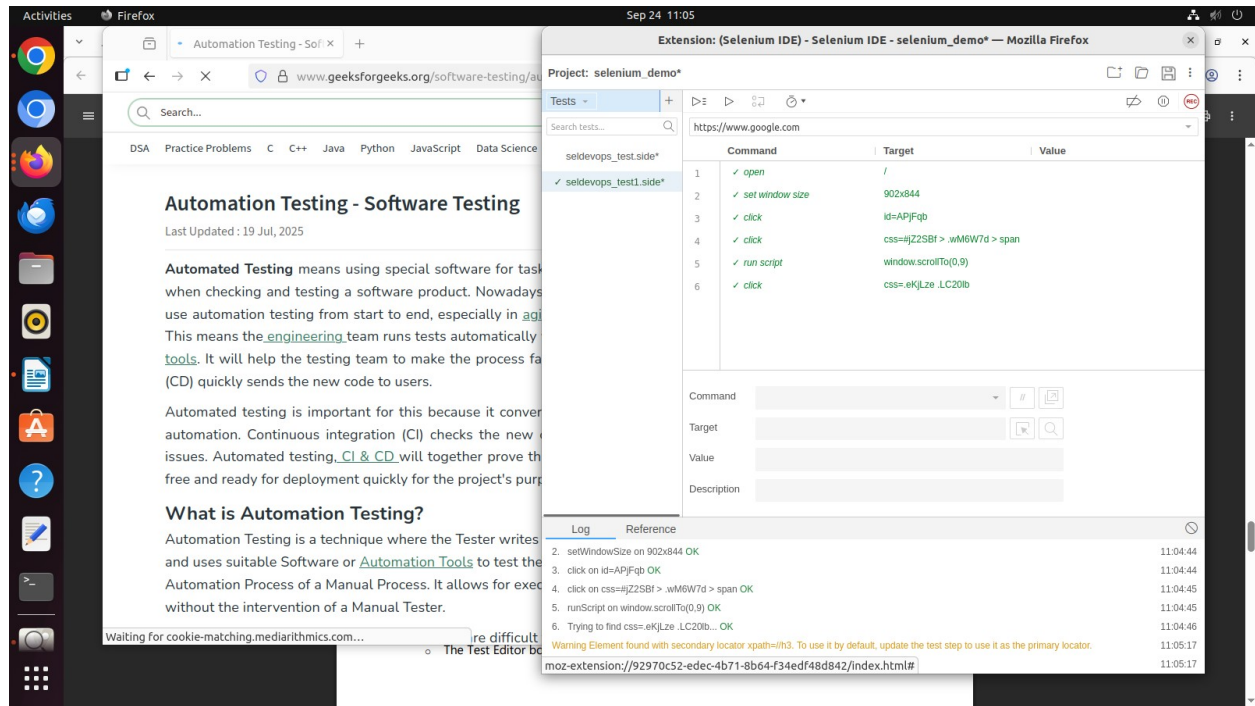 Activities Firefox Sep 24 11:05
Automation Testing - Sof
www.geeksforgeeks.org/software-testing/au
Search...
DSA Practice Problems C C++ Java Python JavaScript Data Science
Automation Testing - Software Testing
Last Updated : 19 Jul, 2025
Automated Testing means using special software for task
when checking and testing a software product. Nowadays
use automation testing from start to end, especially in agi
This means the engineering team runs tests automatically
tools. It will help the testing team to make the process fa
(CD) quickly sends the new code to users.
Automated testing is important for this because it conver
automation. Continuous integration (CI) checks the new
issues. Automated testing, CI & CD will together prove th
free and ready for deployment quickly for the project's purp
What is Automation Testing?
Automation Testing is a technique where the Tester writes
and uses suitable Software or Automation Tools to test the
Automation Process of a Manual Process. It allows for exec
without the intervention of a Manual Tester.
Waiting for cookie-matching.mediarithmics.com…
re difficult
The Test Editor bo
Extension: (Selenium IDE) - Selenium IDE - selenium_demo* — Mozilla Firefox
Project: selenium_demo*
Tests
Search tests...
seldevops_test.side*
✓ seldevops_test1.side*
REC
https://www.google.com
Command Target Value
1 ✓ open /
2 ✓ set window size 902x844
3 ✓ click id=APjFqb
4 ✓ click css=#jZ2SBf > .wM6W7d > span
5 ✓ run script window.scrollTo(0,9)
6 ✓ click css=.eKjLze .LC20lb
Command //
Target
Value
Description
Log Reference
2. setWindowSize on 902x844 OK 11:04:44
3. click on id=APjFqb OK 11:04:44
4. click on css=#jZ2SBf > .wM6W7d > span OK 11:04:45
5. runScript on window.scrollTo(0,9) OK 11:04:45
6. Trying to find css=.eKjLze .LC20lb... OK 11:04:46
Warning Element found with secondary locator xpath=//h3. To use it by default, update the test step to use it as the primary locator. 11:05:17
moz-extension://92970c52-edec-4b71-8b64-f34edf48d842/index.html# 11:05:17